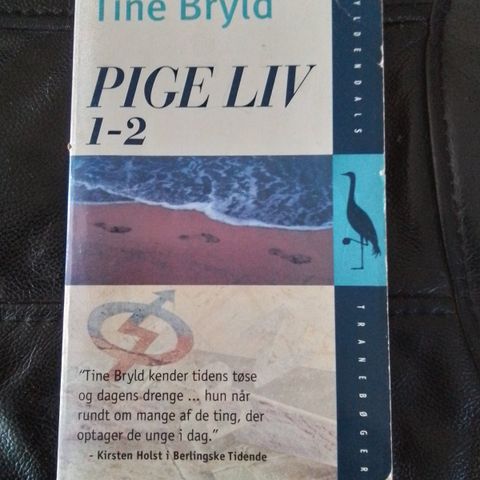 Tine Bryld
PIGE LIV
1-2
GYLDENDALS
TRANEBØGER
"Tine Bryld kender tidens tøse
og dagens drenge ... hun når
rundt om mange af de ting, der
optager de unge i dag."
- Kirsten Holst i Berlingske Tidende